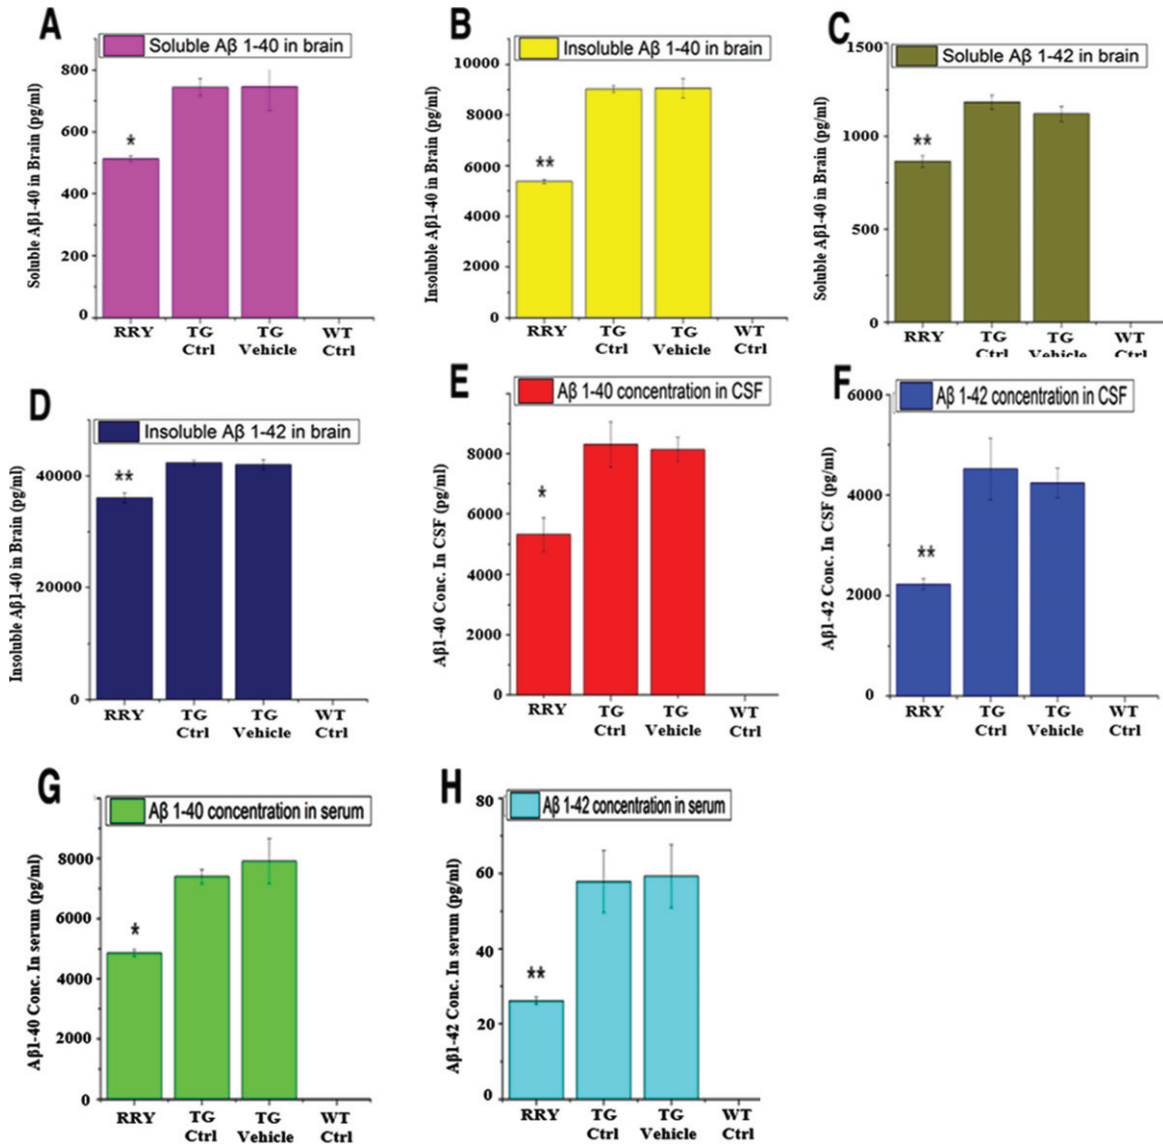 A
Soluble Aβ 1-40 in brain
Soluble Aβ1-40 in Brain (pg/ml)
800
600
400
200
0
*
RRY
TG Ctrl
TG Vehicle
WT Ctrl
B
Insoluble Aβ 1-40 in brain
Insoluble Aβ1-40 in Brain (pg/ml)
10000
8000
6000
4000
2000
0
**
RRY
TG Ctrl
TG Vehicle
WT Ctrl
C
Soluble Aβ 1-42 in brain
Soluble Aβ1-40 in Brain (pg/ml)
1500
1000
500
0
**
RRY
TG Ctrl
TG Vehicle
WT Ctrl
D
Insoluble Aβ 1-42 in brain
Insoluble Aβ1-40 in Brain (pg/ml)
40000
20000
0
**
RRY
TG Ctrl
TG Vehicle
WT Ctrl
E
Aβ 1-40 concentration in CSF
Aβ1-40 Conc. In CSF (pg/ml)
8000
6000
4000
2000
0
*
RRY
TG Ctrl
TG Vehicle
WT Ctrl
F
Aβ 1-42 concentration in CSF
Aβ1-42 Conc. In CSF (pg/ml)
6000
4000
2000
0
**
RRY
TG Ctrl
TG Vehicle
WT Ctrl
G
Aβ 1-40 concentration in serum
Aβ1-40 Conc. In serum (pg/ml)
8000
6000
4000
2000
0
*
RRY
TG Ctrl
TG Vehicle
WT Ctrl
H
Aβ 1-42 concentration in serum
Aβ1-42 Conc. In serum (pg/ml)
80
60
40
20
0
**
RRY
TG Ctrl
TG Vehicle
WT Ctrl